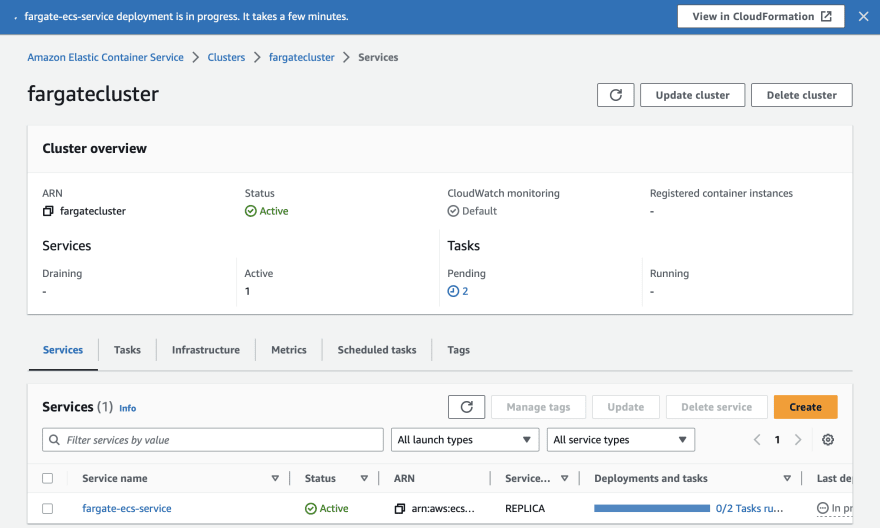 fargate-ecs-service deployment is in progress. It takes a few minutes.
View in CloudFormation
Amazon Elastic Container Service > Clusters > fargatecluster > Services
fargatecluster
Update cluster
Delete cluster
Cluster overview
ARN
fargatecluster
Status
Active
CloudWatch monitoring
Default
Registered container instances
-
Services
Draining
-
Active
1
Tasks
Pending
2
Running
-
Services Tasks Infrastructure Metrics Scheduled tasks Tags
Services (1) Info
Manage tags Update Delete service Create
Filter services by value
All launch types
All service types
1
Service name Status ARN Service... Deployments and tasks Last de
fargate-ecs-service Active arn:aws:ecs... REPLICA 0/2 Tasks ru... In pr